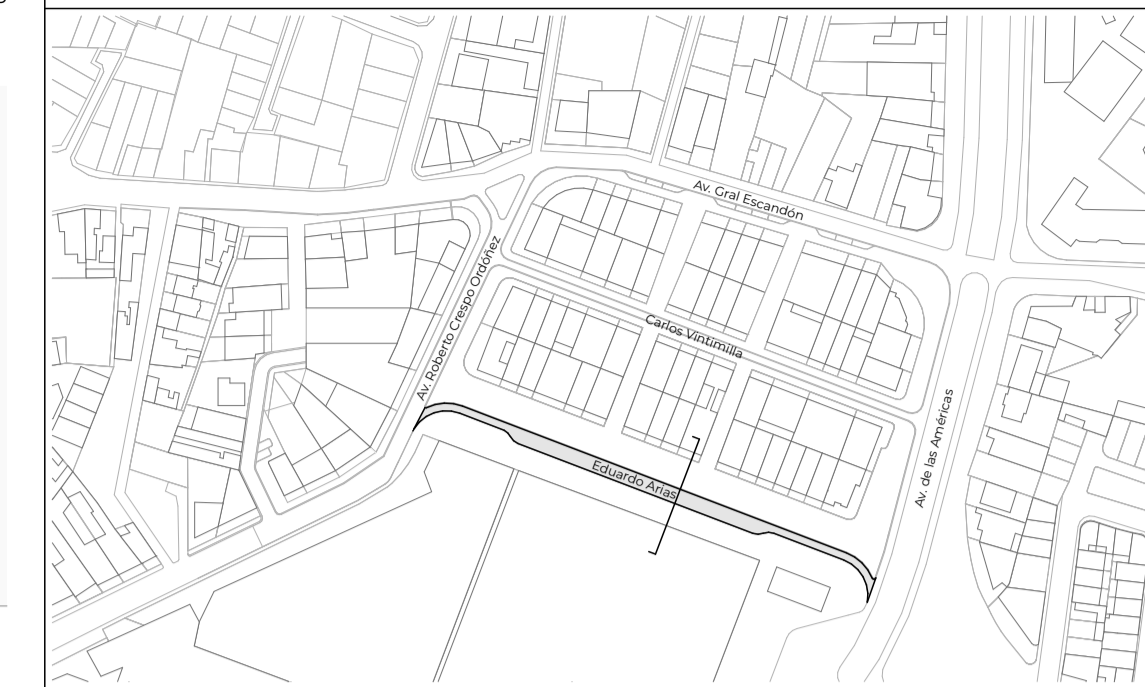 Av. Gral Escandón
Av. Roberto Crespo Ordóñez
Carlos Vintimilla
Av. de las Américas
Eduardo Arias